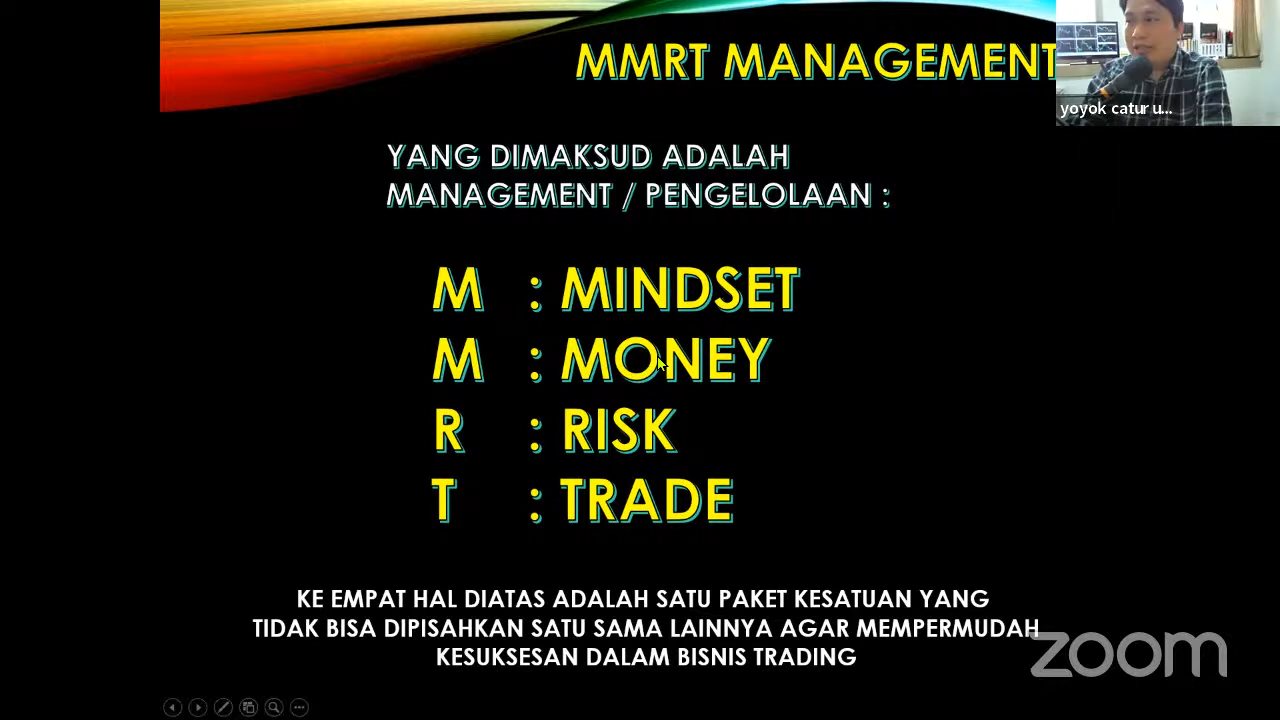 MMRT MANAGEMENT
yoyok catur u...
YANG DIMAKSUD ADALAH
MANAGEMENT / PENGELOLAAN :
M : MINDSET
M : MONEY
R : RISK
T : TRADE
KE EMPAT HAL DIATAS ADALAH SATU PAKET KESATUAN YANG
TIDAK BISA DIPISAHKAN SATU SAMA LAINNYA AGAR MEMPERMUDAH
KESUKSESAN DALAM BISNIS TRADING
zoom